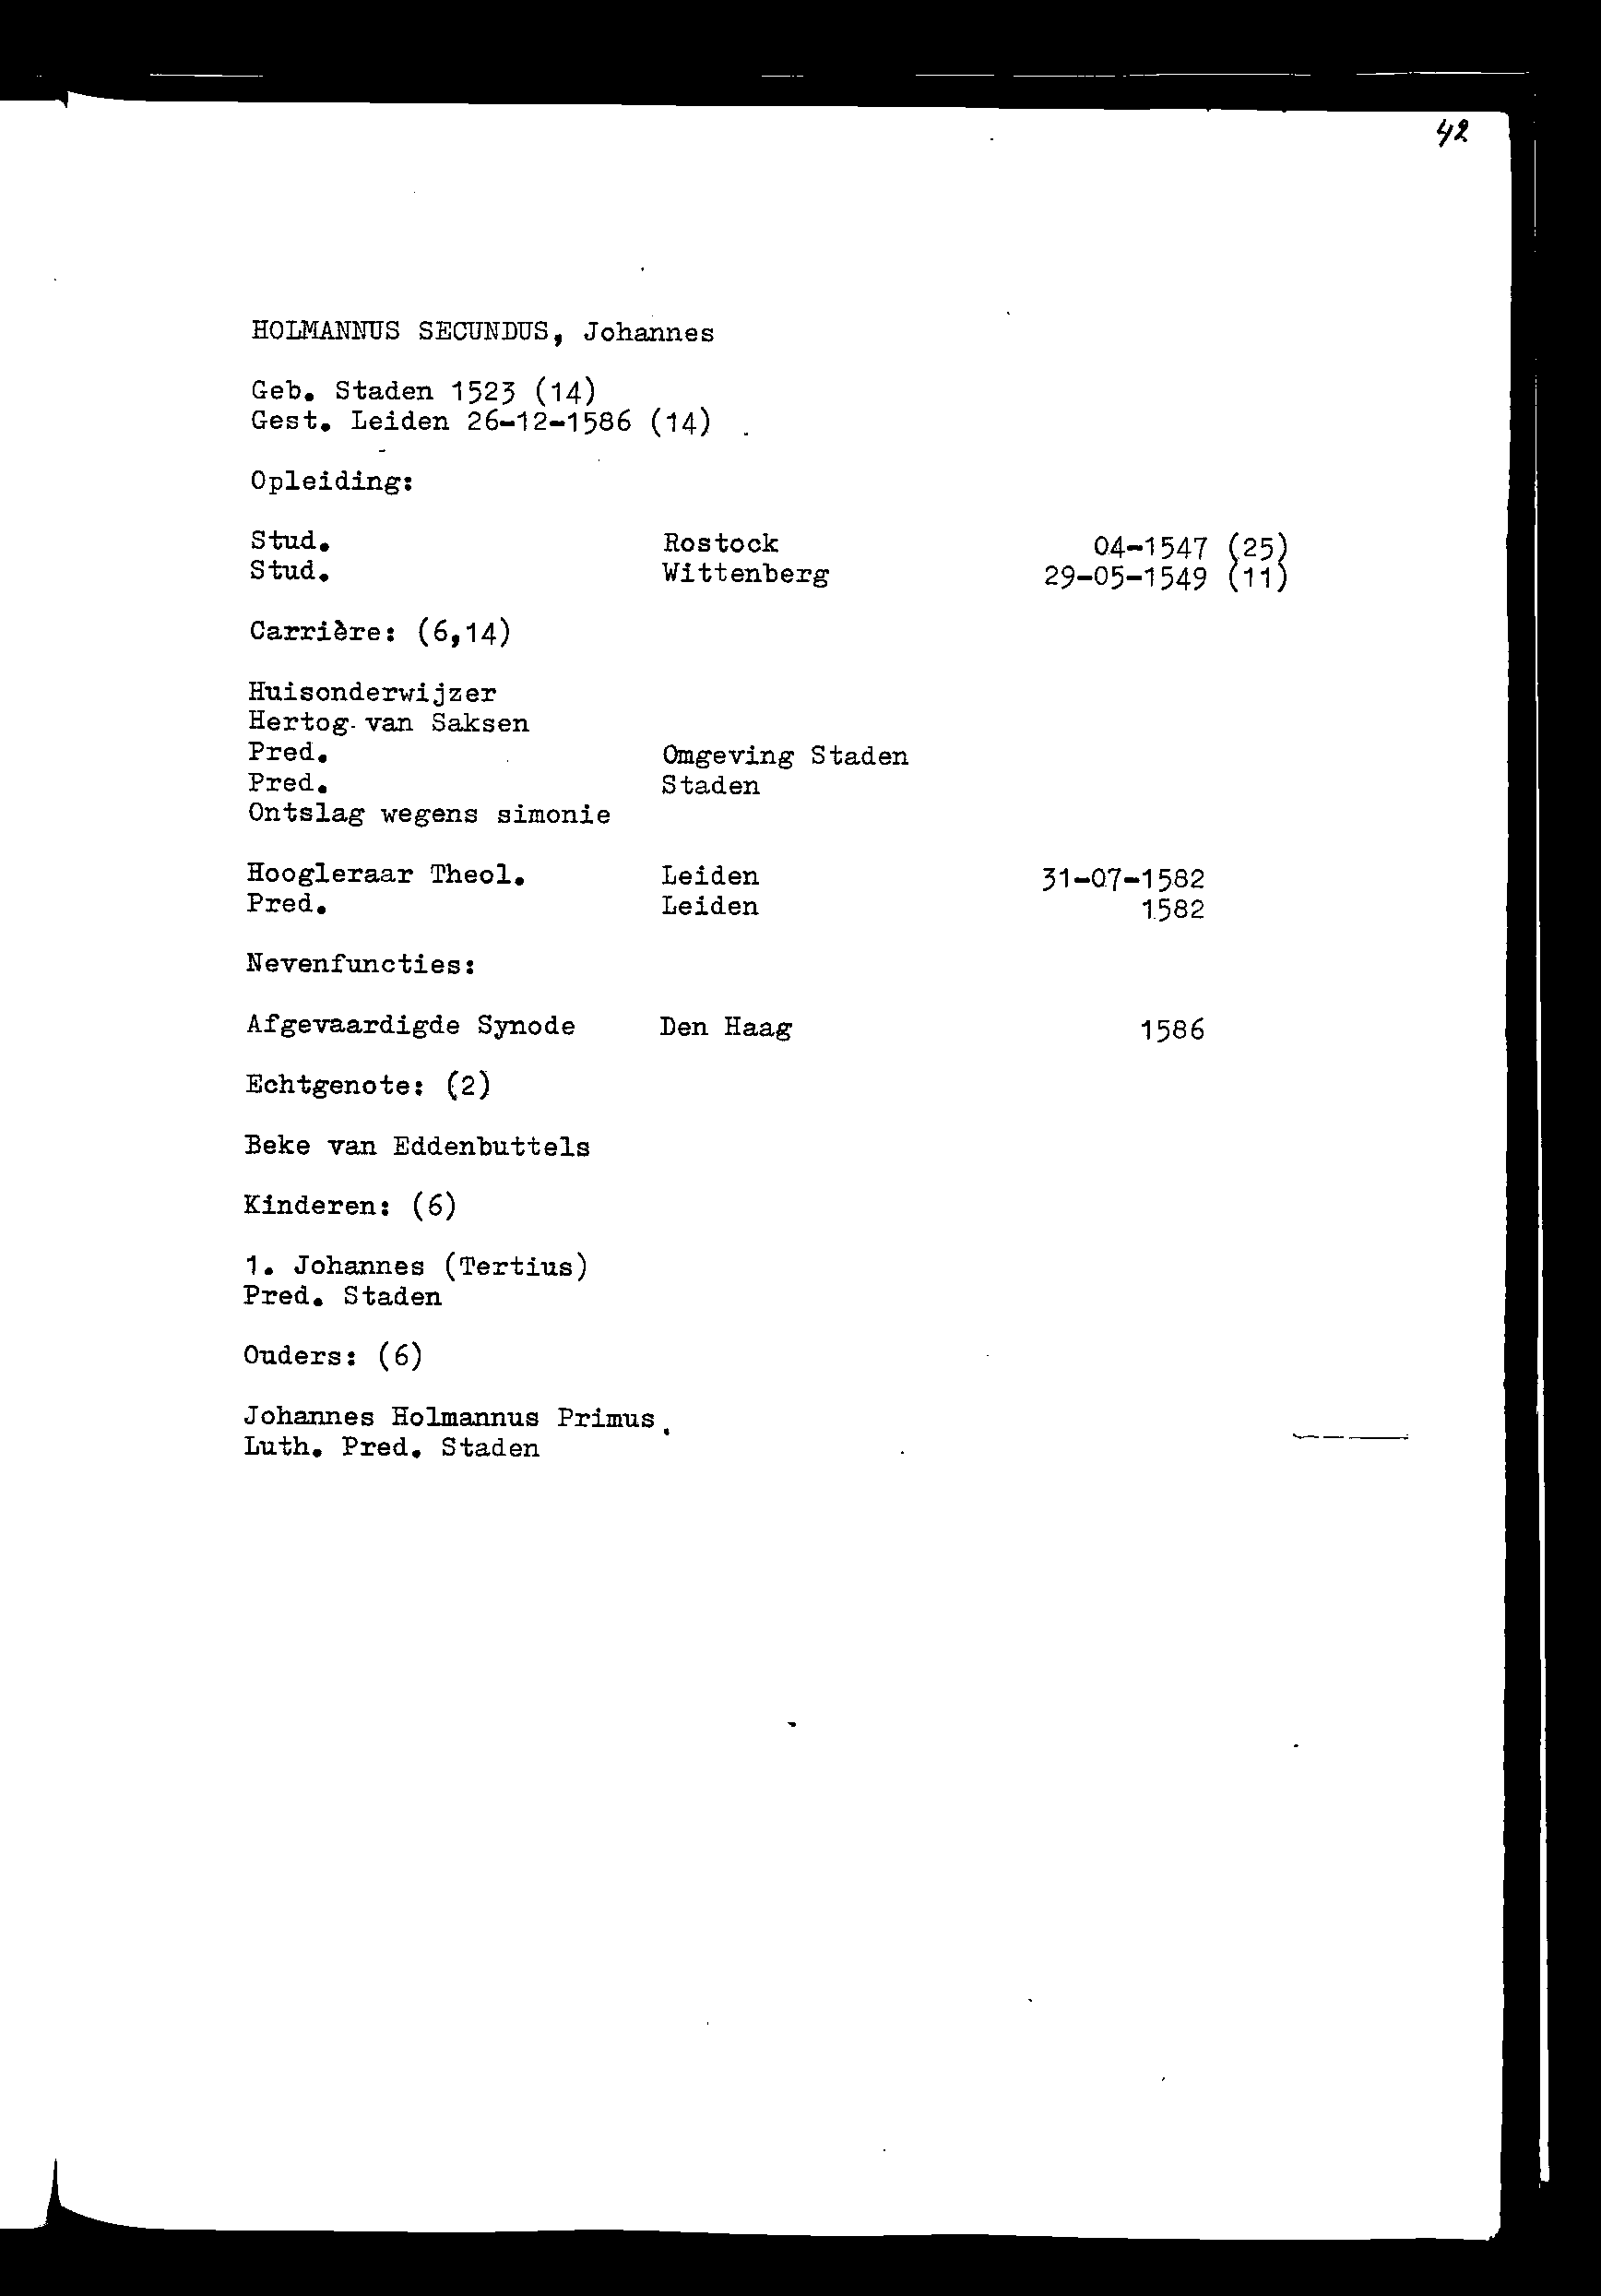 42
HOLMANNUS SECUNDUS, Johannes
Geb. Staden 1523 (14)
Gest. Leiden 26-12-1586 (14)
Opleiding:
Stud. Rostock 04-1547 (25)
Stud. Wittenberg 29-05-1549 (11)
Carrière: (6,14)
Huisonderwijzer
Hertog van Saksen
Pred. Omgeving Staden
Pred. Staden
Ontslag wegens simonie
Hoogleraar Theol. Leiden 31-07-1582
Pred. Leiden 1582
Nevenfuncties:
Afgevaardigde Synode Den Haag 1586
Echtgenote: (2)
Beke van Eddenbuttels
Kinderen: (6)
1. Johannes (Tertius)
Pred. Staden
Ouders: (6)
Johannes Holmannus Primus
Luth. Pred. Staden